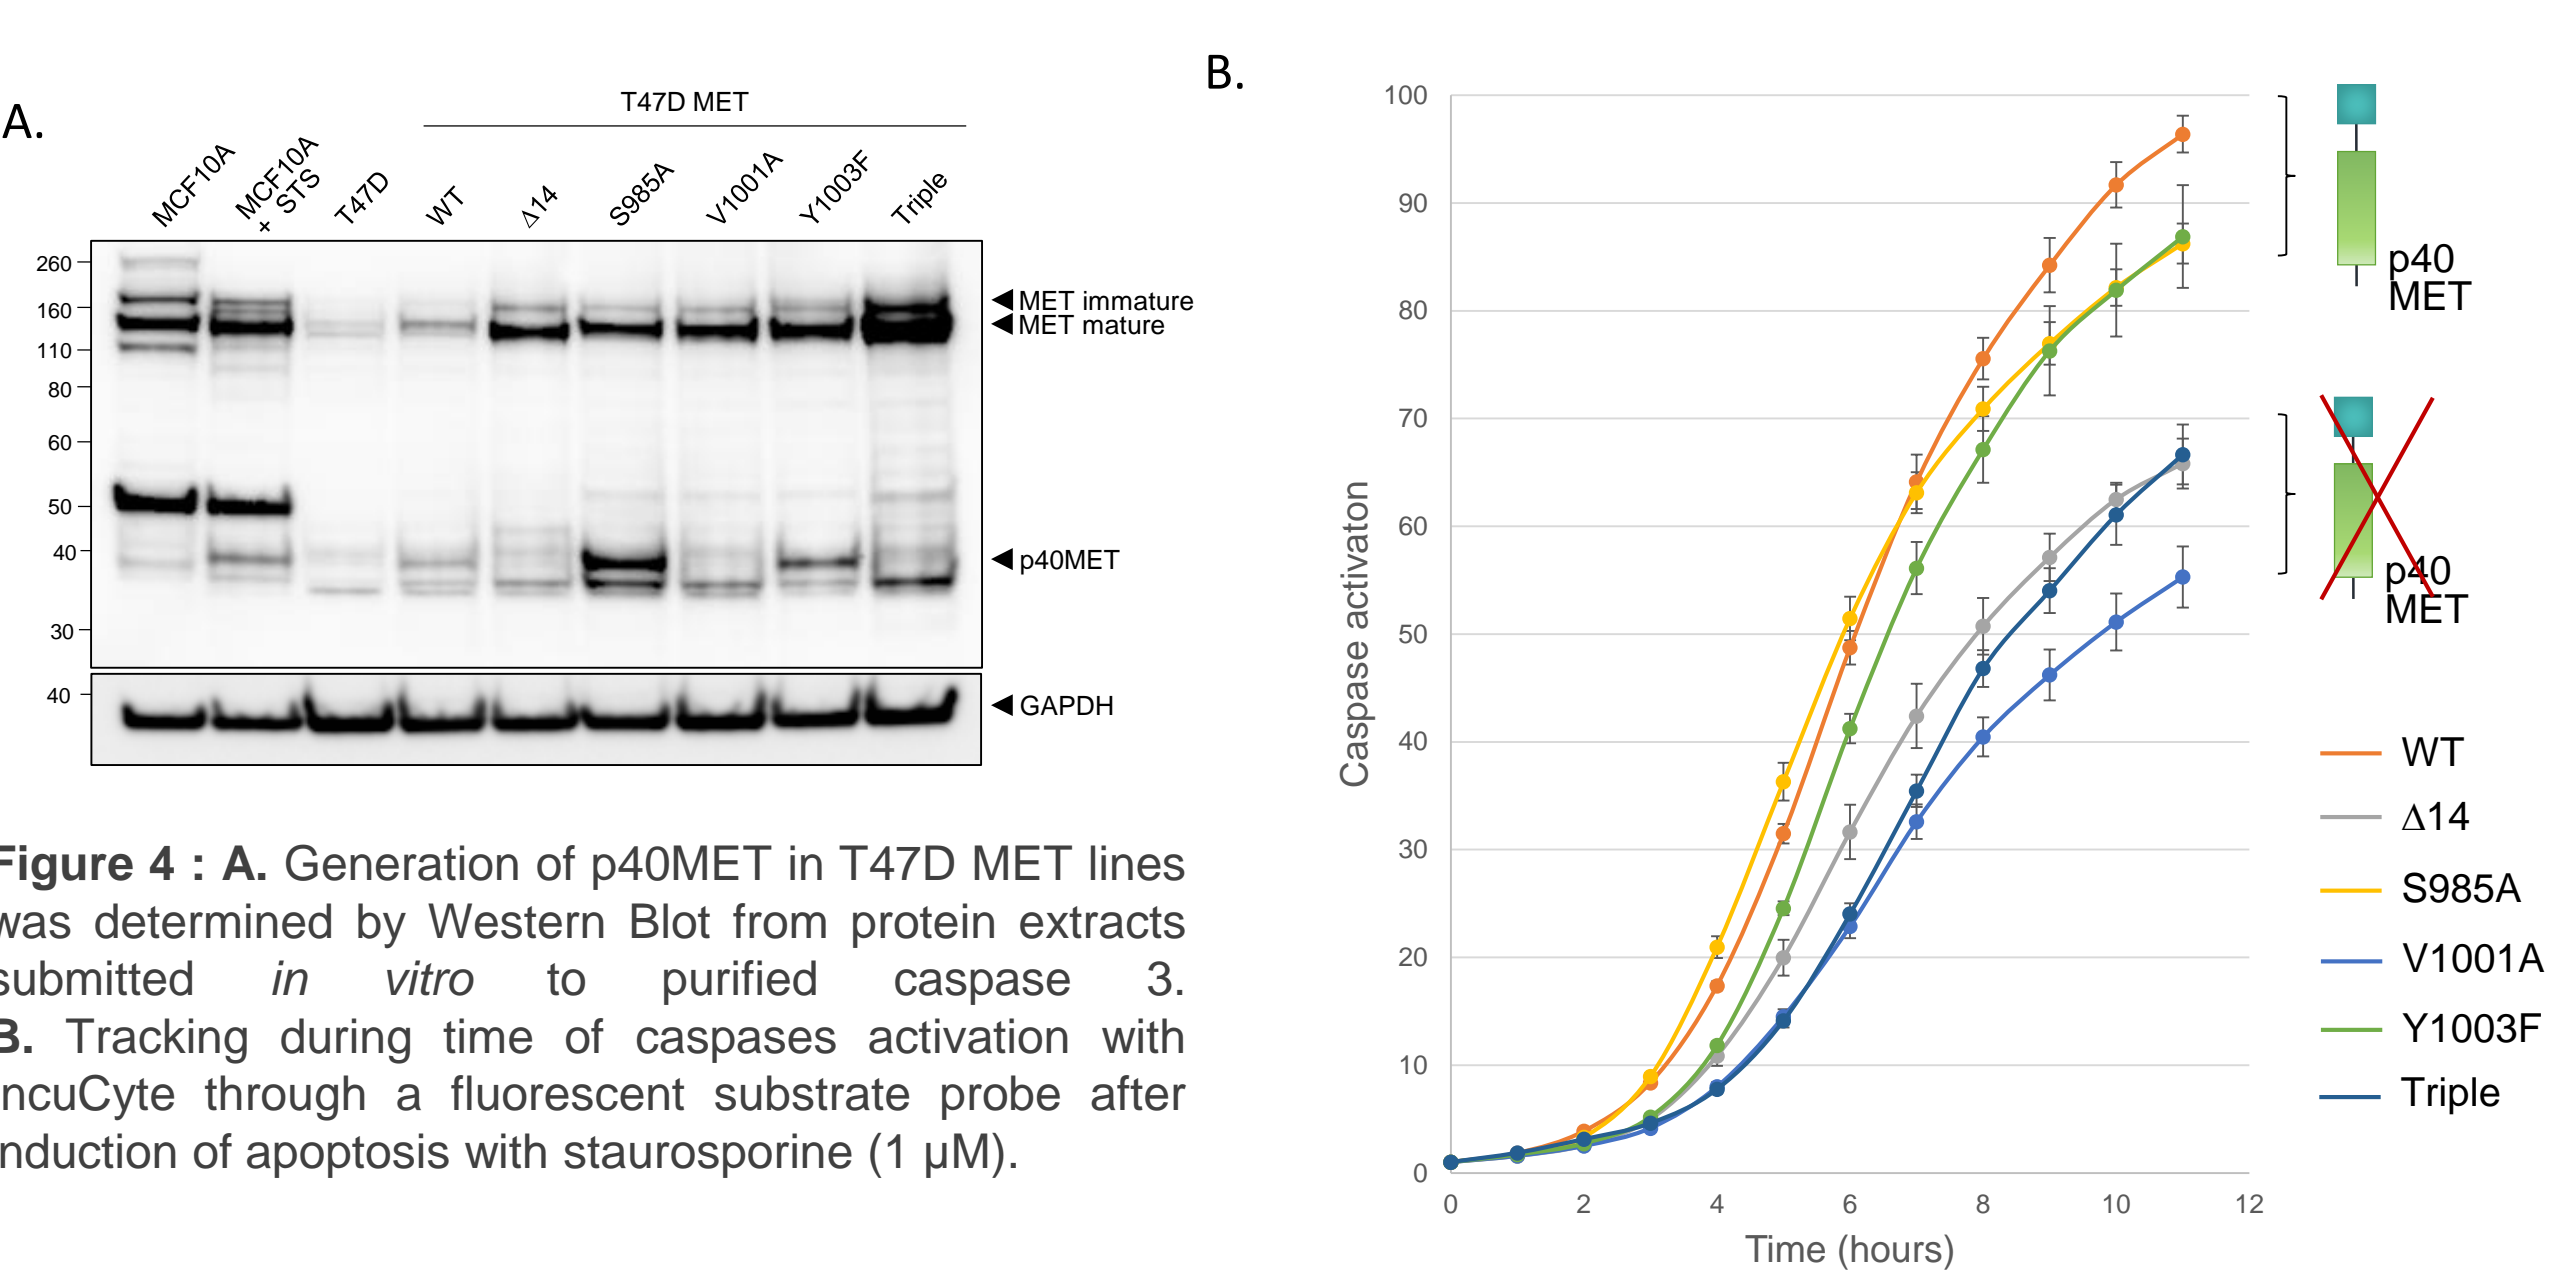 A.
T47D MET
MCF10A
MCF10A
+ STS
T47D
WT
Δ14
S985A
V1001A
Y1003F
Triple
260
160
110
80
60
50
40
30
40
MET immature
MET mature
p40MET
GAPDH
Figure 4 : A. Generation of p40MET in T47D MET lines
was determined by Western Blot from protein extracts
submitted in vitro to purified caspase 3.
B. Tracking during time of caspases activation with
IncuCyte through a fluorescent substrate probe after
induction of apoptosis with staurosporine (1 µM).
B.
Caspase activaton
100
90
80
70
60
50
40
30
20
10
0
0
2
4
6
8
10
12
Time (hours)
p40
MET
p40
MET
WT
Δ14
S985A
V1001A
Y1003F
Triple